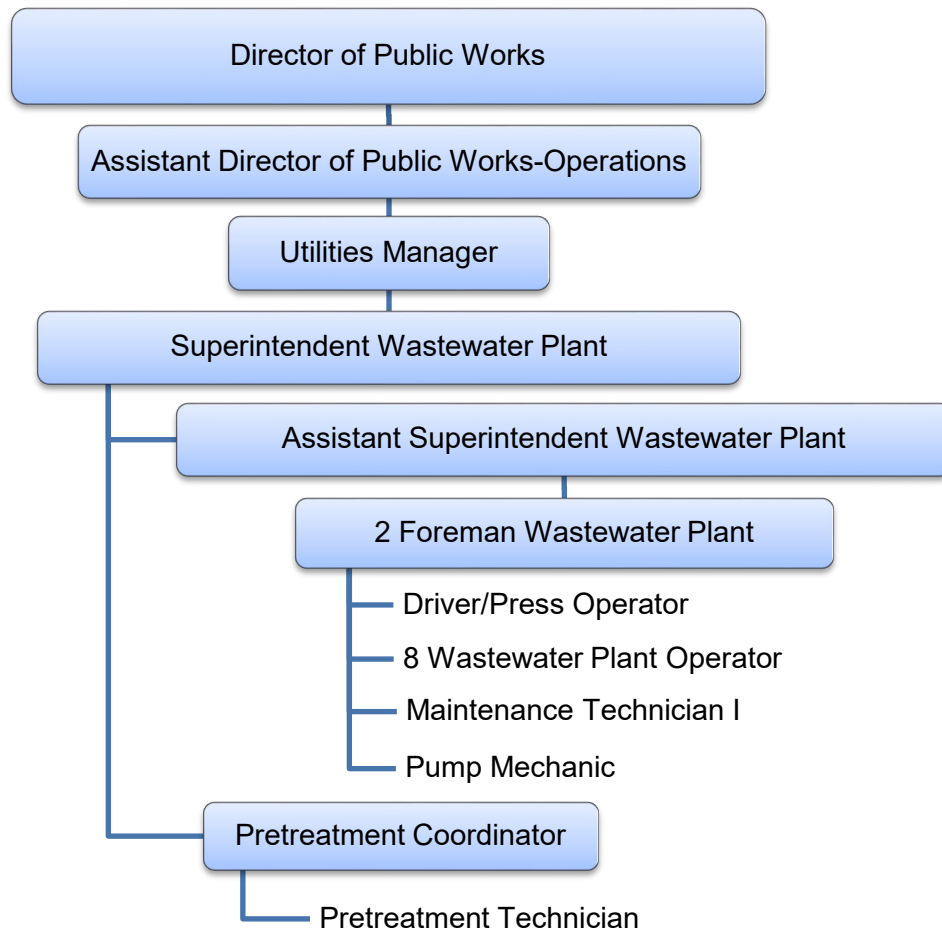 Director of Public Works
Assistant Director of Public Works-Operations
Utilities Manager
Superintendent Wastewater Plant
Assistant Superintendent Wastewater Plant
2 Foreman Wastewater Plant
Driver/Press Operator
8 Wastewater Plant Operator
Maintenance Technician I
Pump Mechanic
Pretreatment Coordinator
Pretreatment Technician